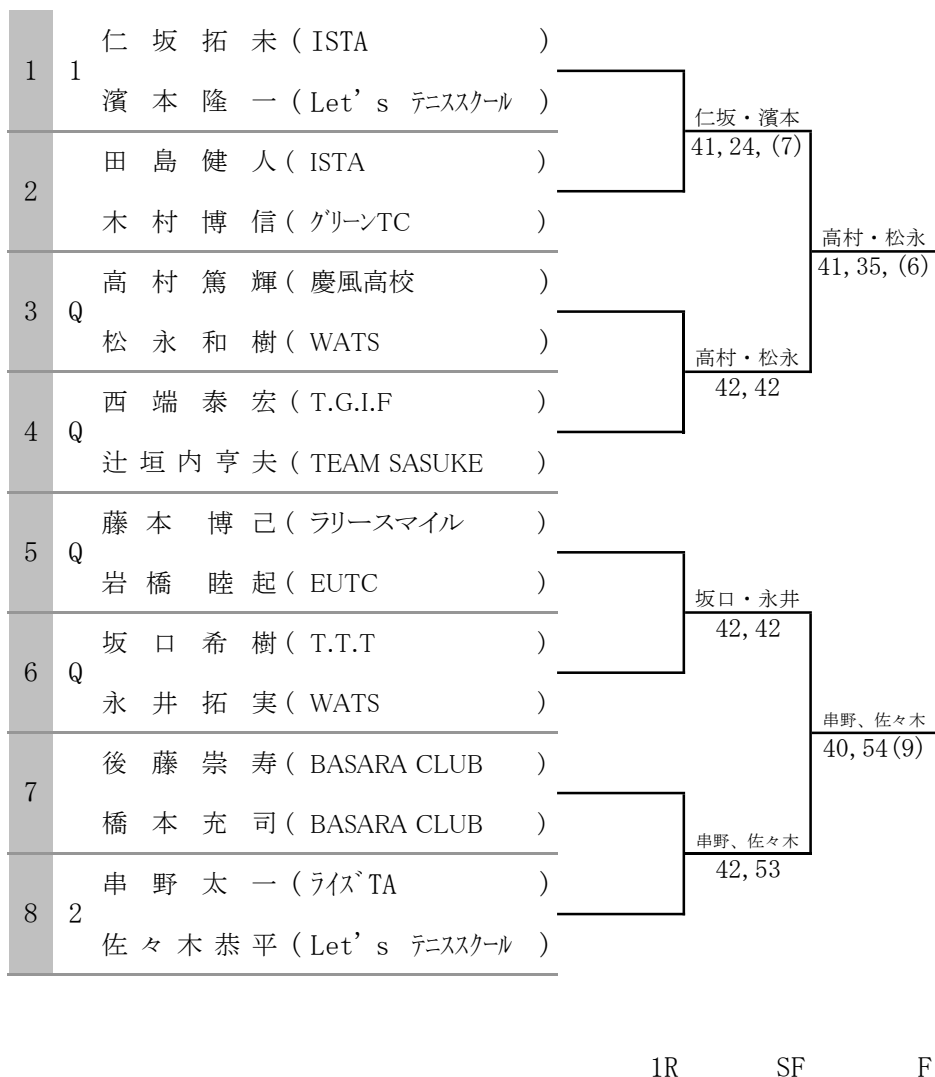 1 1 仁坂拓未(ISTA)
濱本隆一(Let's テニススクール)
2 田島健人(ISTA)
木村博信(グリーンTC)
3 Q 高村篤輝(慶風高校)
松永和樹(WATS)
4 Q 西端泰宏(T.G.I.F)
辻垣内亨夫(TEAM SASUKE)
5 Q 藤本博己(ラリースマイル)
岩橋睦起(EUTC)
6 Q 坂口希樹(T.T.T)
永井拓実(WATS)
7 後藤崇寿(BASARA CLUB)
橋本充司(BASARA CLUB)
8 2 串野太一(ライズTA)
佐々木恭平(Let's テニススクール)
仁坂・濱本
41,24,(7)
高村・松永
42,42
坂口・永井
42,42
串野、佐々木
42,53
高村・松永
41,35,(6)
串野、佐々木
40,54(9)
1R SF F